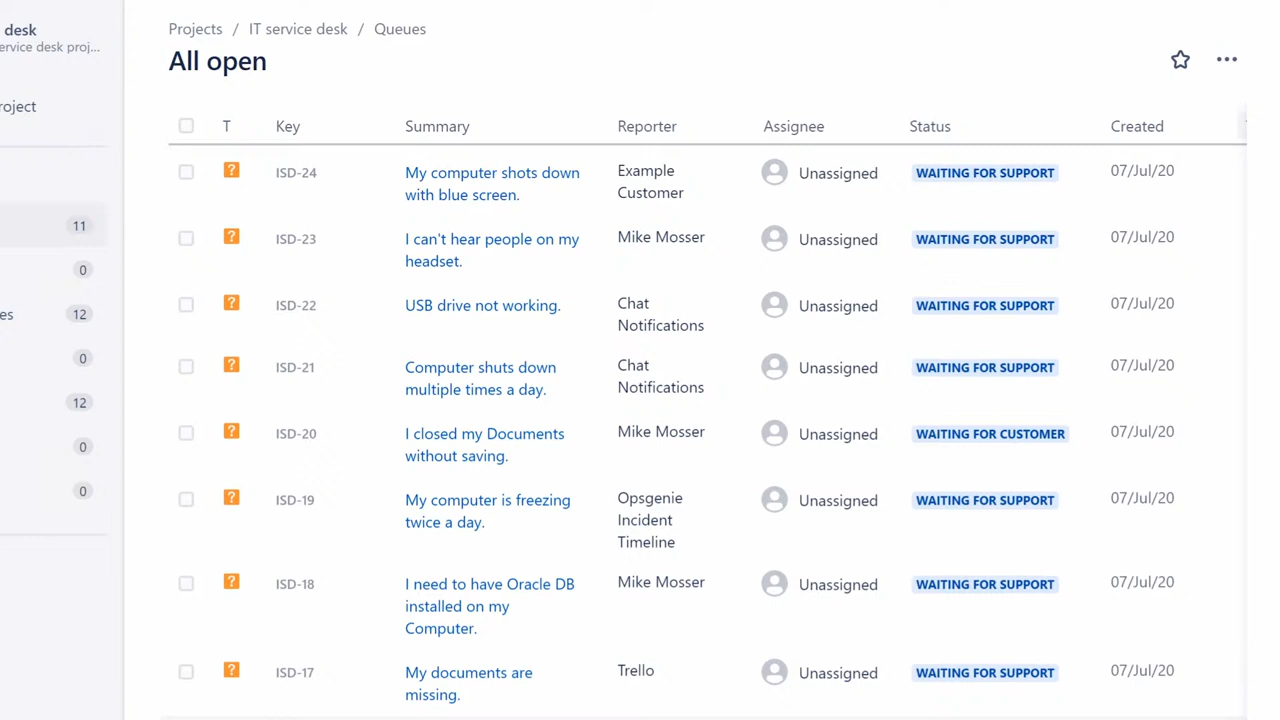 desk
ervice desk proj...
roject
11
0
es 12
0
12
0
0
Projects / IT service desk / Queues
All open
T Key Summary Reporter Assignee Status Created
ISD-24 My computer shots down Example Unassigned WAITING FOR SUPPORT 07/Jul/20
with blue screen. Customer
ISD-23 I can't hear people on my Mike Mosser Unassigned WAITING FOR SUPPORT 07/Jul/20
headset.
ISD-22 USB drive not working. Chat Unassigned WAITING FOR SUPPORT 07/Jul/20
Notifications
ISD-21 Computer shuts down Chat Unassigned WAITING FOR SUPPORT 07/Jul/20
multiple times a day. Notifications
ISD-20 I closed my Documents Mike Mosser Unassigned WAITING FOR CUSTOMER 07/Jul/20
without saving.
ISD-19 My computer is freezing Opsgenie Unassigned WAITING FOR SUPPORT 07/Jul/20
twice a day. Incident
Timeline
ISD-18 I need to have Oracle DB Mike Mosser Unassigned WAITING FOR SUPPORT 07/Jul/20
installed on my
Computer.
ISD-17 My documents are Trello Unassigned WAITING FOR SUPPORT 07/Jul/20
missing.